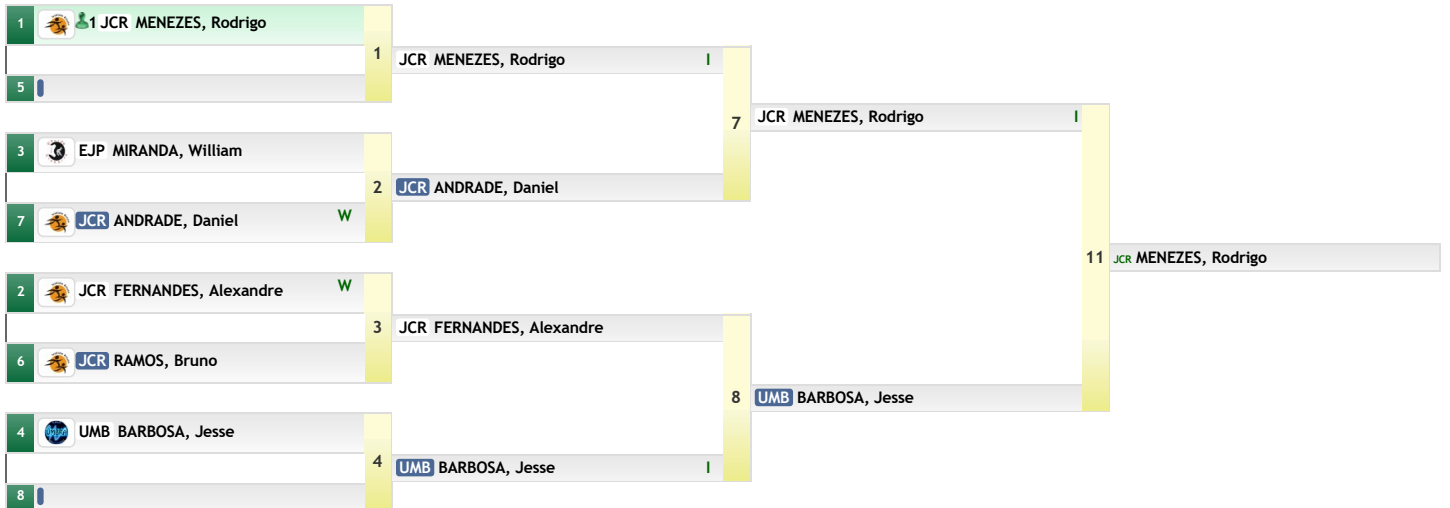 1 1 JCR MENEZES, Rodrigo
1
JCR MENEZES, Rodrigo I
5
7
JCR MENEZES, Rodrigo I
3 EJP MIRANDA, William
2 JCR ANDRADE, Daniel
7 JCR ANDRADE, Daniel W
11 JCR MENEZES, Rodrigo
2 JCR FERNANDES, Alexandre W
3 JCR FERNANDES, Alexandre
6 JCR RAMOS, Bruno
8 UMB BARBOSA, Jesse
4 UMB BARBOSA, Jesse
4 UMB BARBOSA, Jesse I
8